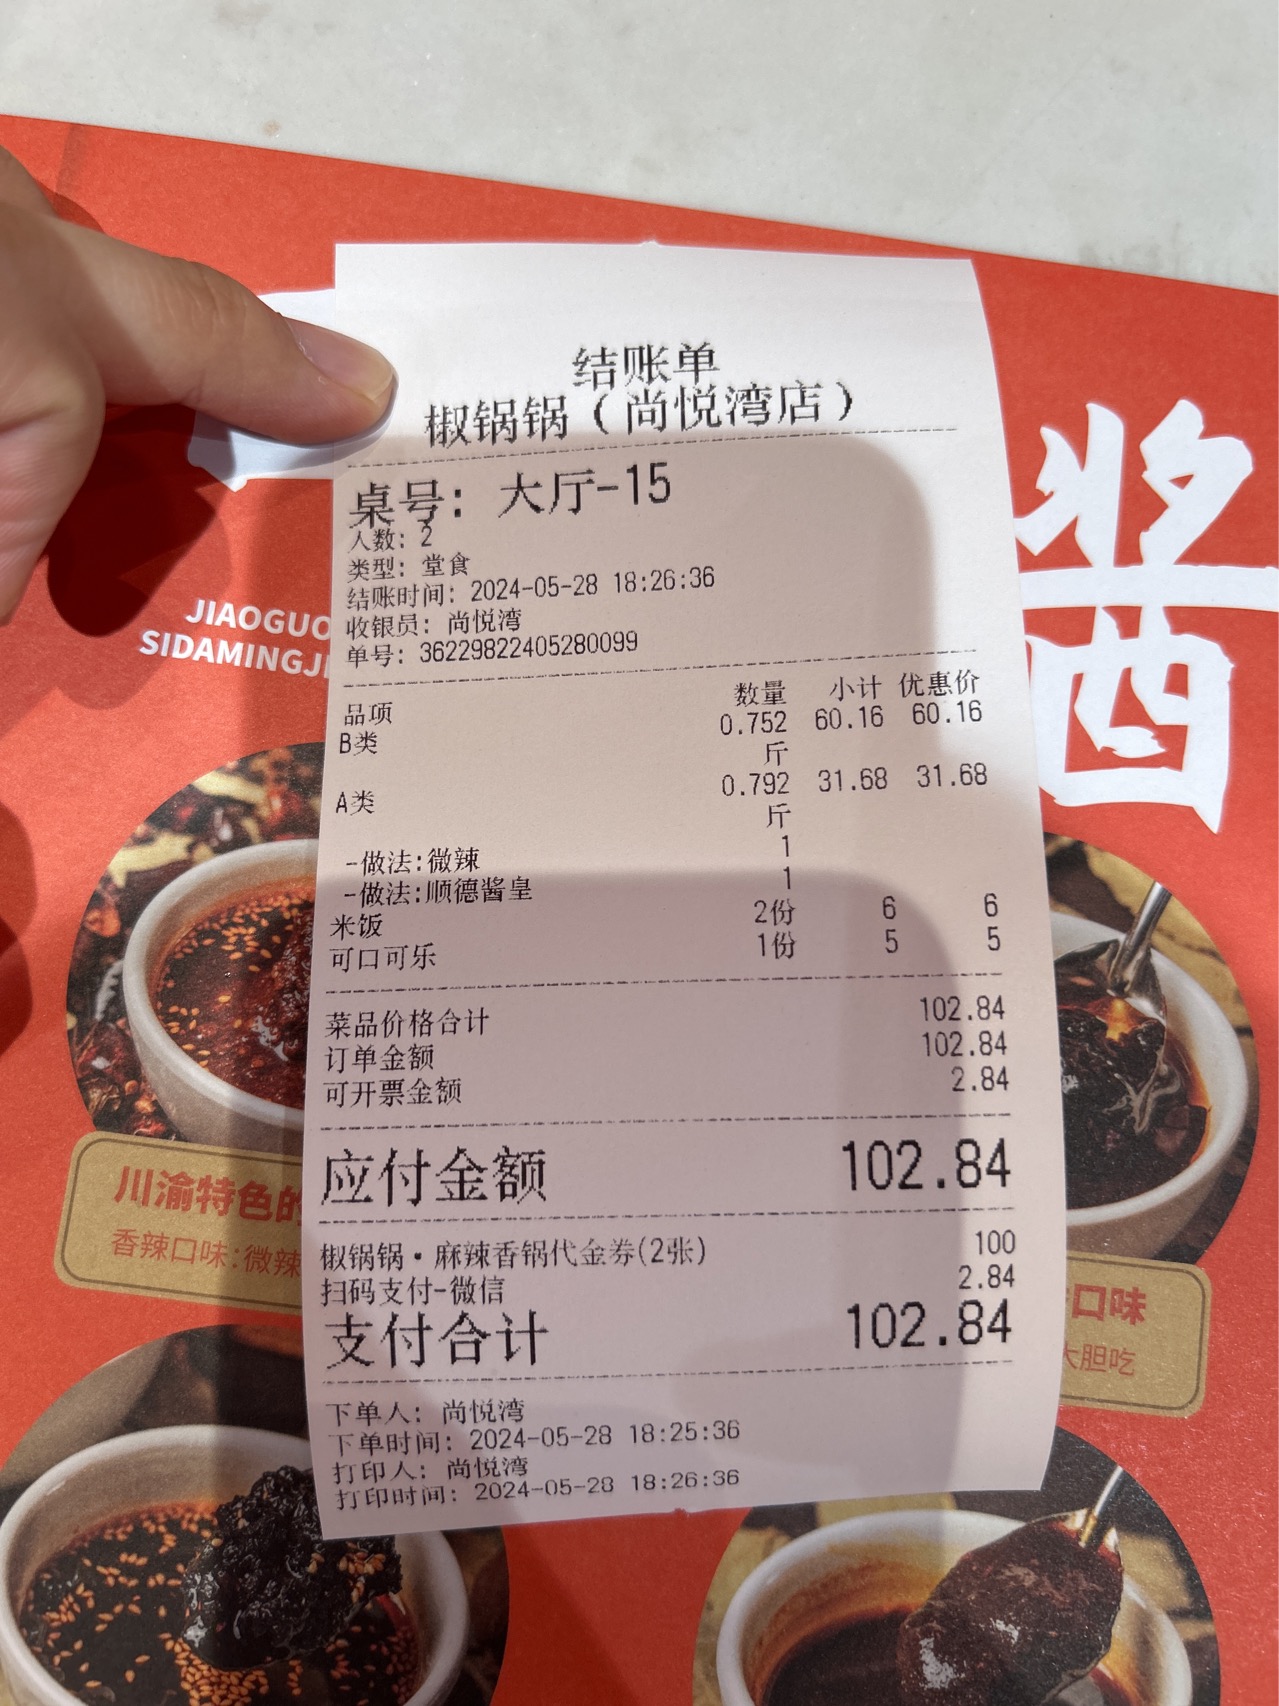 结账单
椒锅锅（尚悦湾店）
桌号：大厅-15
人数：2
类型：堂食
结账时间：2024-05-28 18:26:36
收银员：尚悦湾
单号：36229822405280099
品项 数量 小计 优惠价
B类 0.752斤 60.16 60.16
A类 0.792斤 31.68 31.68
-做法:微辣 1
-做法:顺德酱皇 1
米饭 2份 6 6
可口可乐 1份 5 5
菜品价格合计 102.84
订单金额 102.84
可开票金额 2.84
应付金额 102.84
椒锅锅·麻辣香锅代金券(2张) 100
扫码支付-微信 2.84
支付合计 102.84
下单人：尚悦湾
下单时间：2024-05-28 18:25:36
打印人：尚悦湾
打印时间：2024-05-28 18:26:36
酱
JIAOGUO
SIDAMINGJI
川渝特色的
香辣口味:微辣
口味
大胆吃